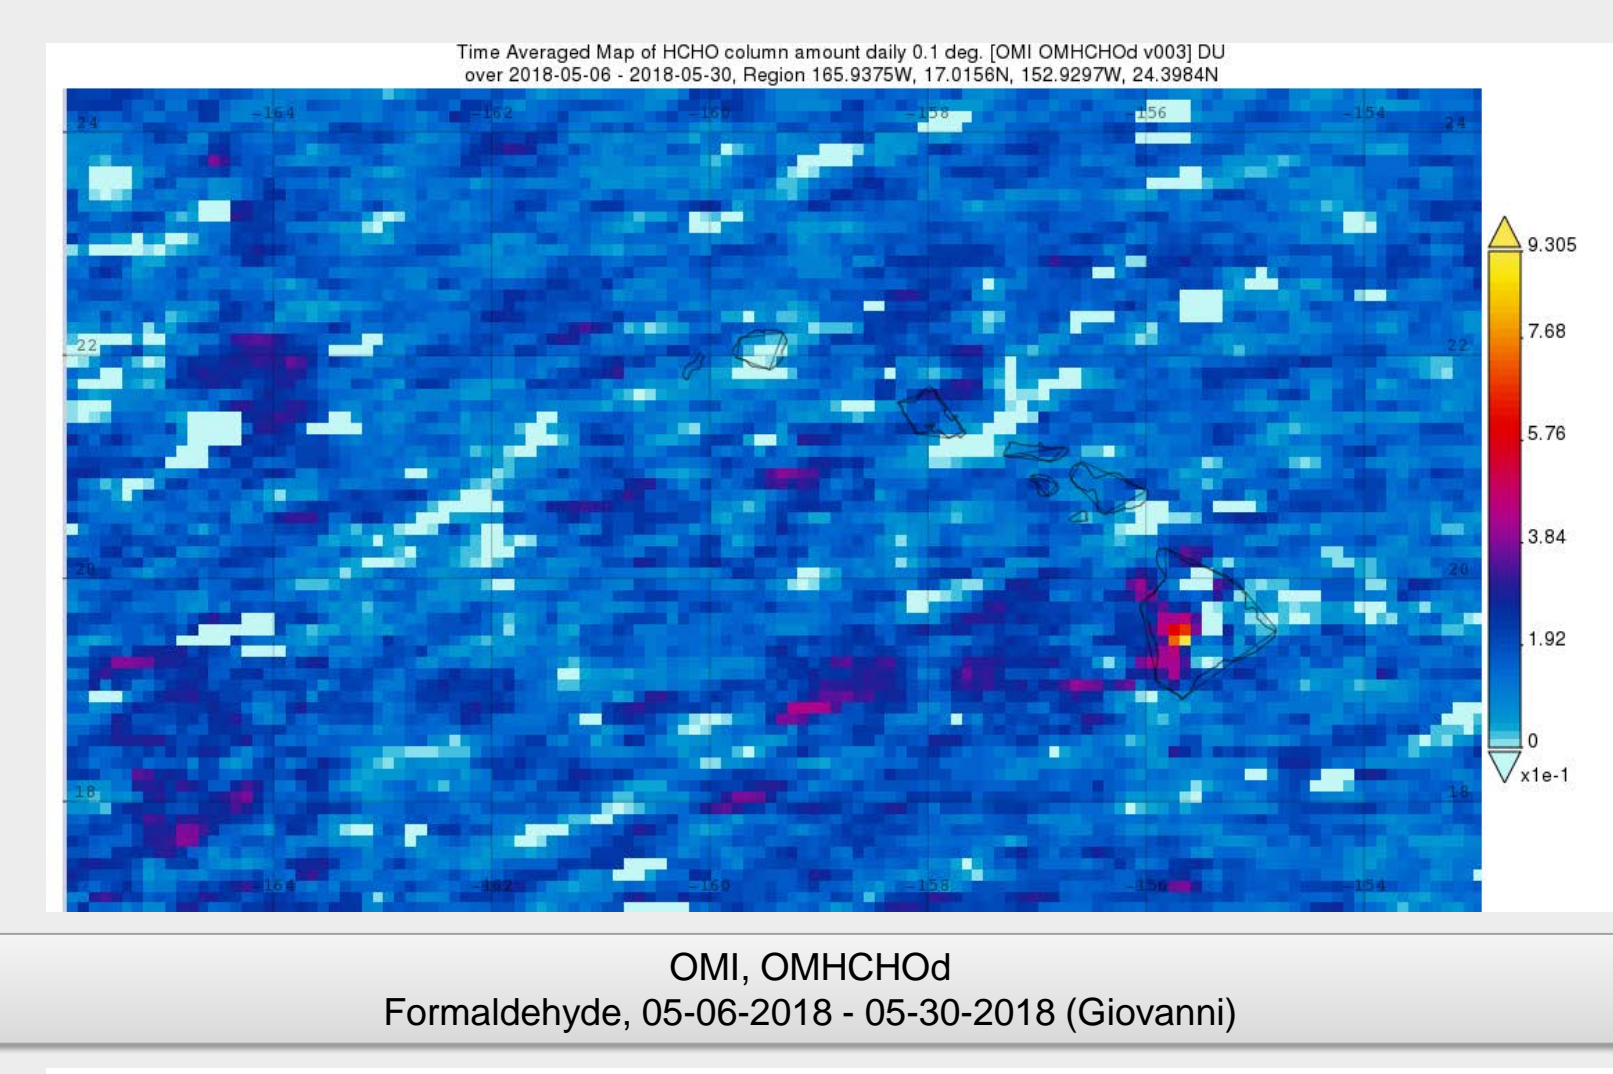 Time Averaged Map of HCHO column amount daily 0.1 deg. [OMI OMHCHOd v003] DU
over 2018-05-06 - 2018-05-30, Region 165.9375W, 17.0156N, 152.9297W, 24.3984N
-164 -162 -160 -158 -156 -154
24 24
9.305
7.68
22 22
5.76
3.84
20 20
1.92
0
x1e-1
18 18
-164 -162 -160 -158 -156 -154
OMI, OMHCHOd
Formaldehyde, 05-06-2018 - 05-30-2018 (Giovanni)